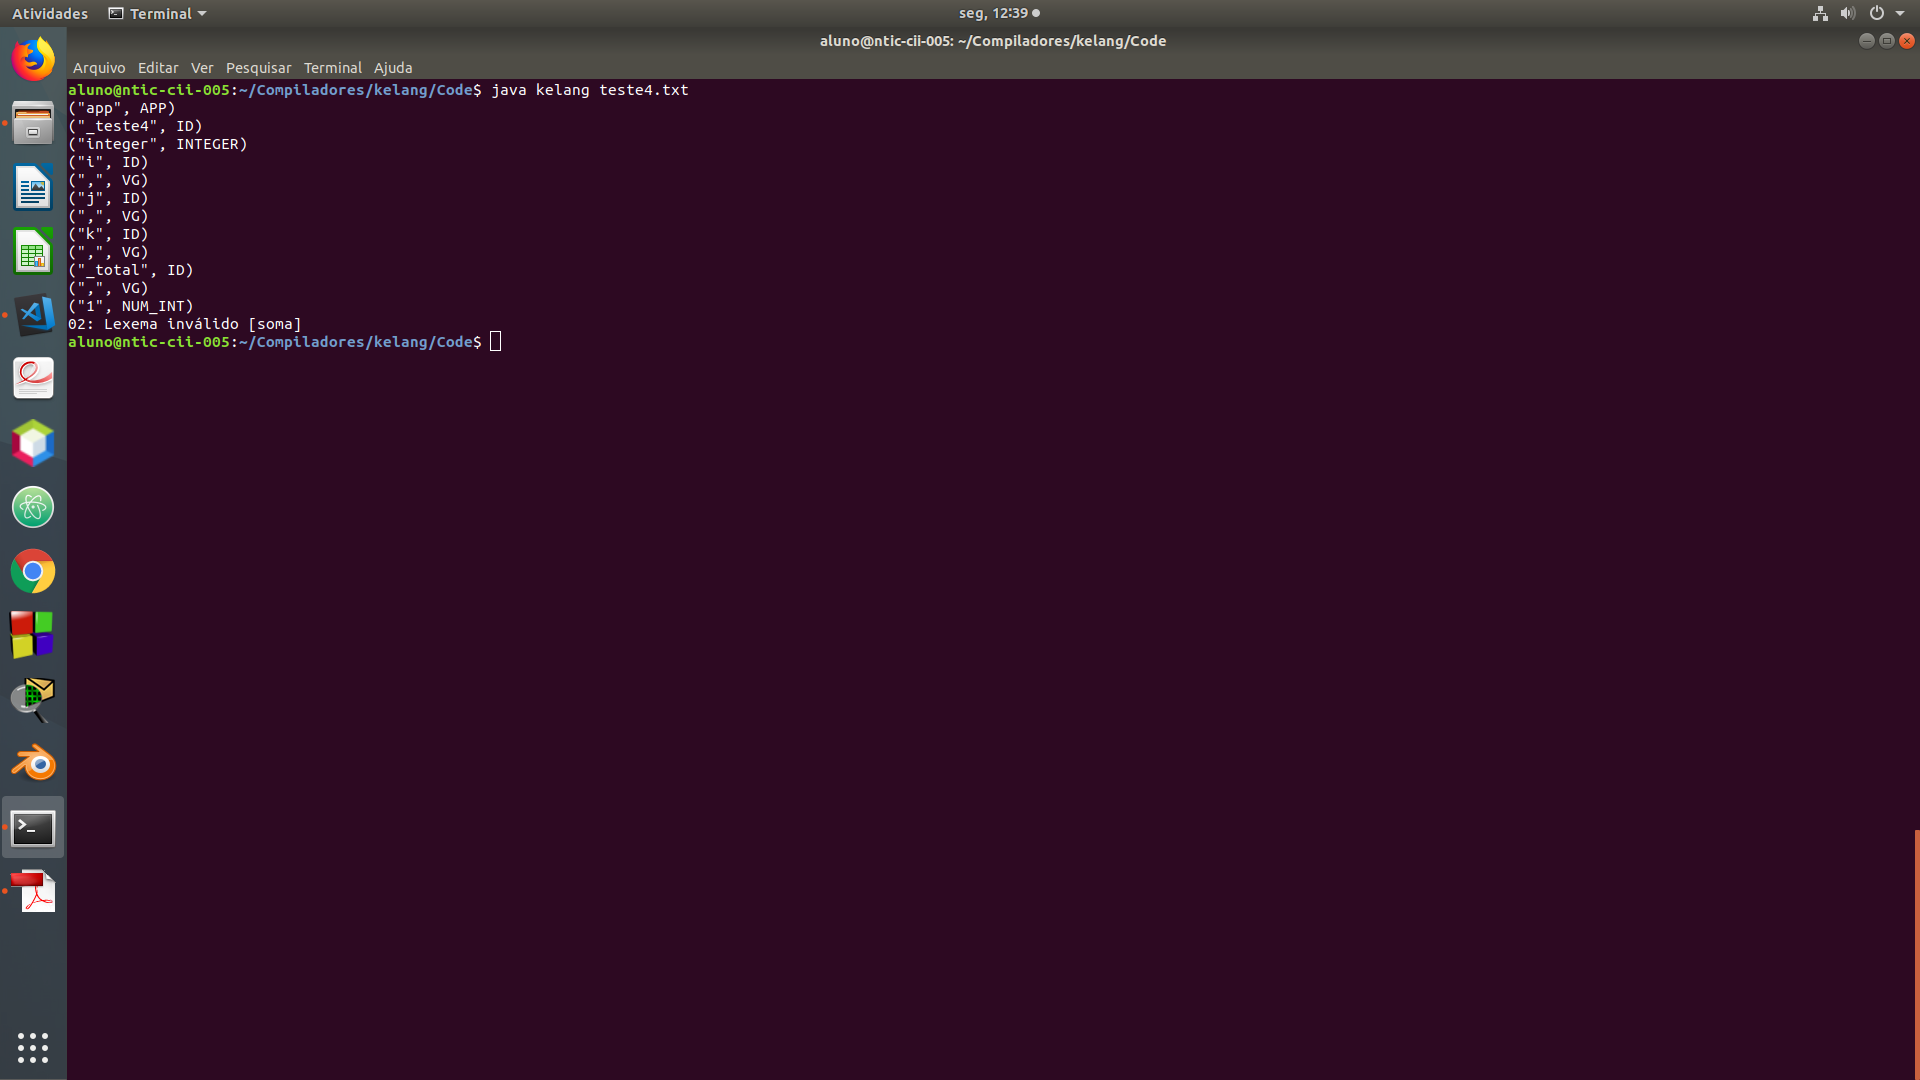 Atividades Terminal seg, 12:39
aluno@ntic-cii-005: ~/Compiladores/kelang/Code
Arquivo Editar Ver Pesquisar Terminal Ajuda
aluno@ntic-cii-005:~/Compiladores/kelang/Code$ java kelang teste4.txt
("app", APP)
("_teste4", ID)
("integer", INTEGER)
("i", ID)
(",", VG)
("j", ID)
(",", VG)
("k", ID)
(",", VG)
("_total", ID)
(",", VG)
("1", NUM_INT)
02: Lexema inválido [soma]
aluno@ntic-cii-005:~/Compiladores/kelang/Code$